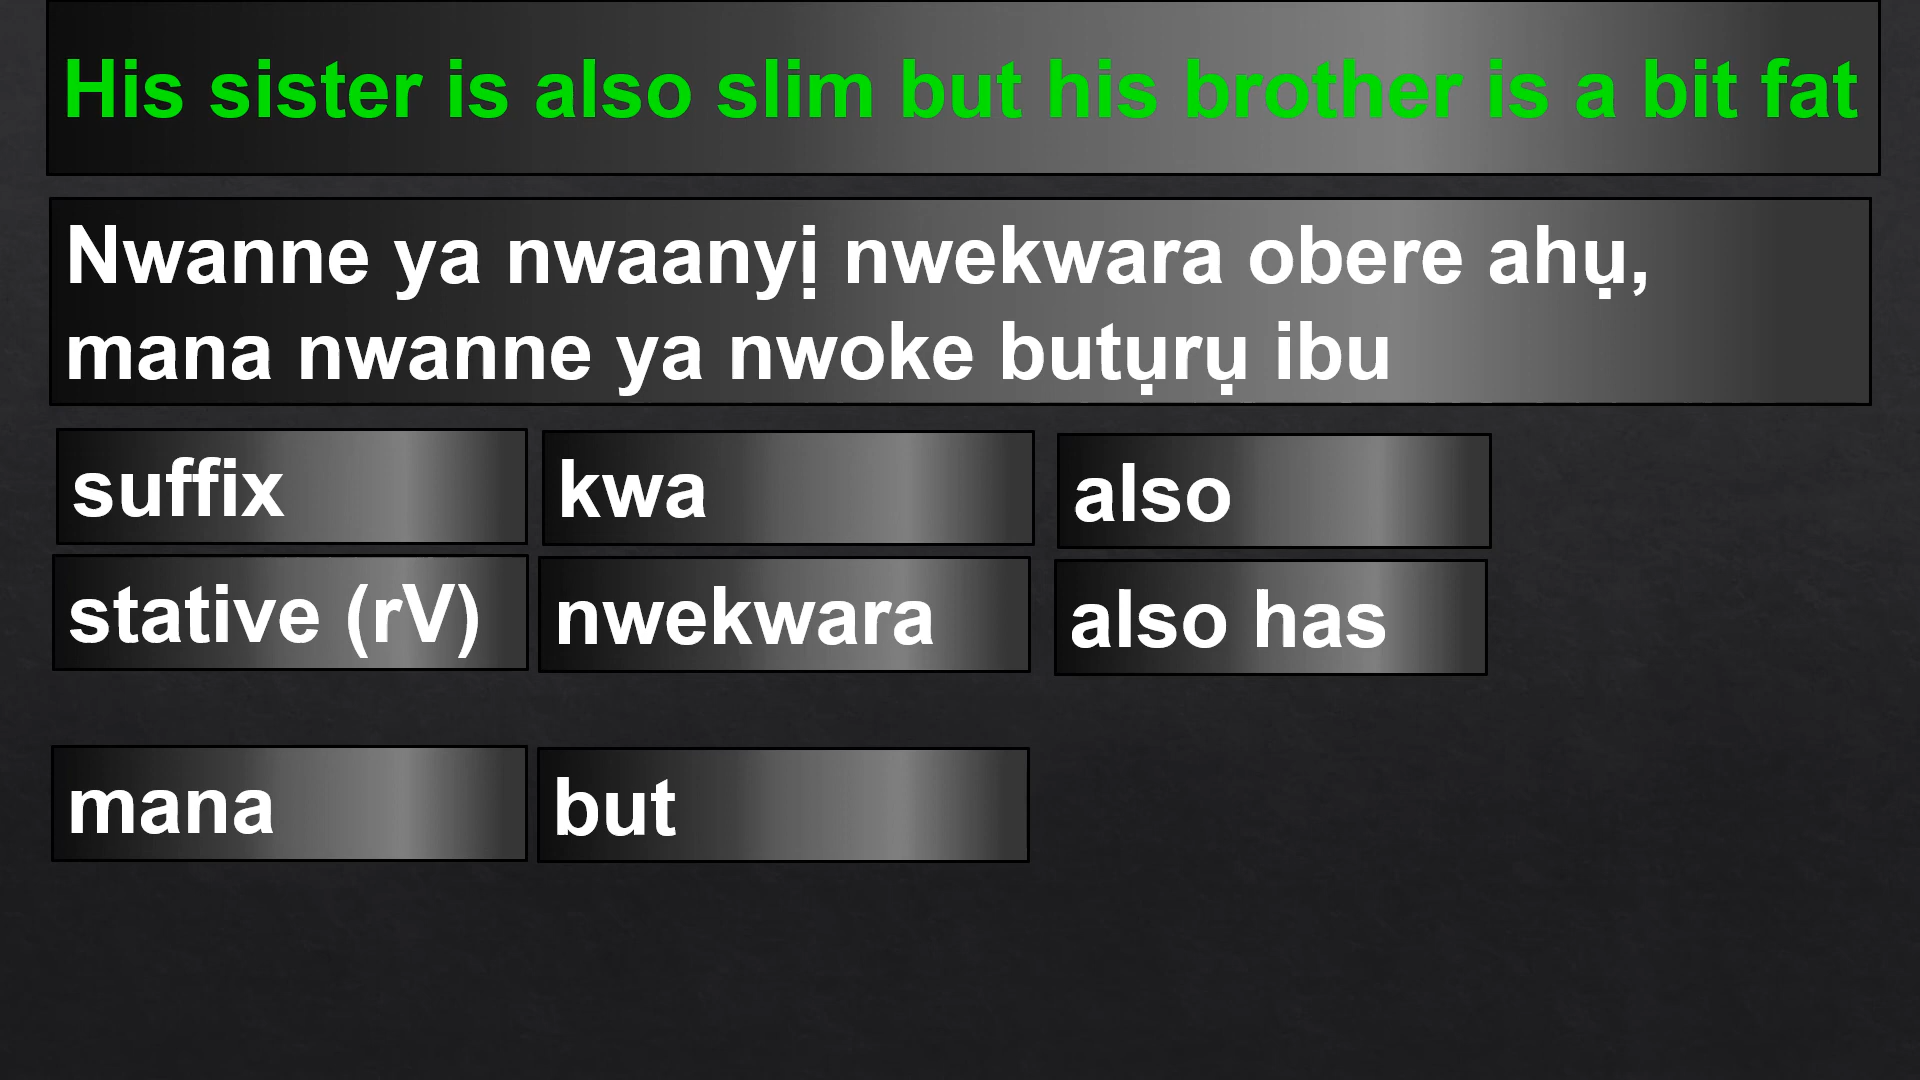 His sister is also slim but his brother is a bit fat
Nwanne ya nwaanyị nwekwara obere ahụ,
mana nwanne ya nwoke butụrụ ibu
suffix kwa also
stative (rV) nwekwara also has
mana but